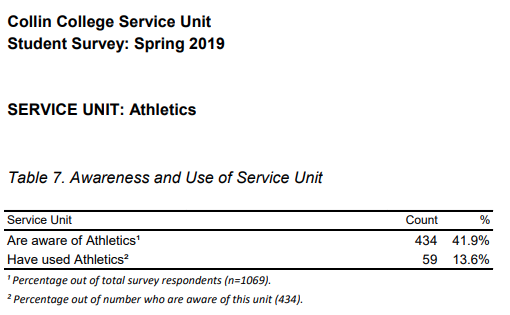 Collin College Service Unit
Student Survey: Spring 2019
SERVICE UNIT: Athletics
Table 7. Awareness and Use of Service Unit
Service Unit Count %
Are aware of Athletics¹ 434 41.9%
Have used Athletics² 59 13.6%
¹ Percentage out of total survey respondents (n=1069).
² Percentage out of number who are aware of this unit (434).